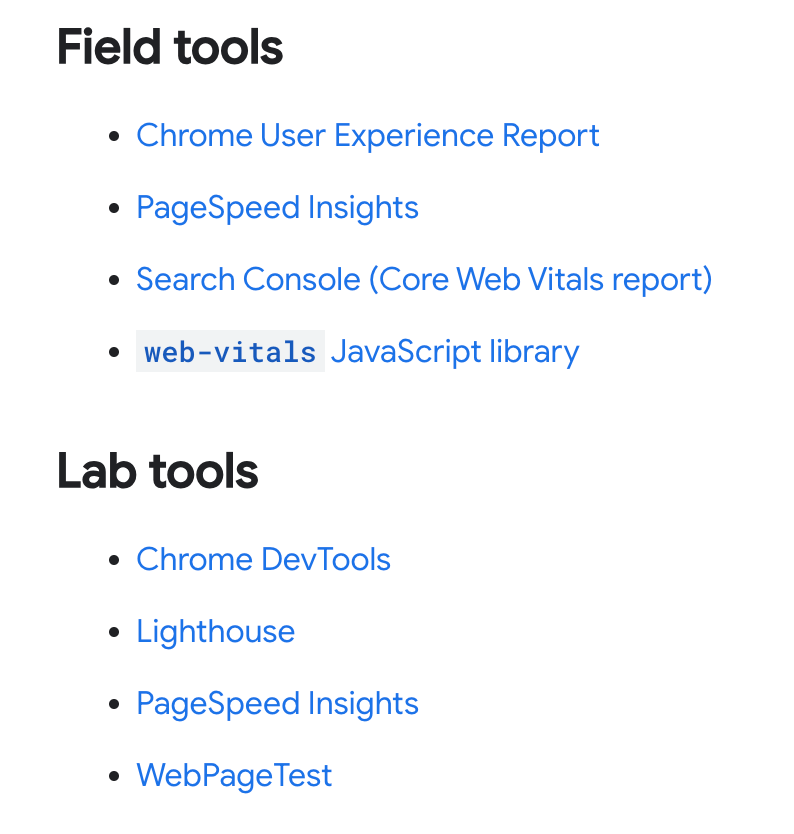 Field tools
Chrome User Experience Report
PageSpeed Insights
Search Console (Core Web Vitals report)
web-vitals JavaScript library
Lab tools
Chrome DevTools
Lighthouse
PageSpeed Insights
WebPageTest